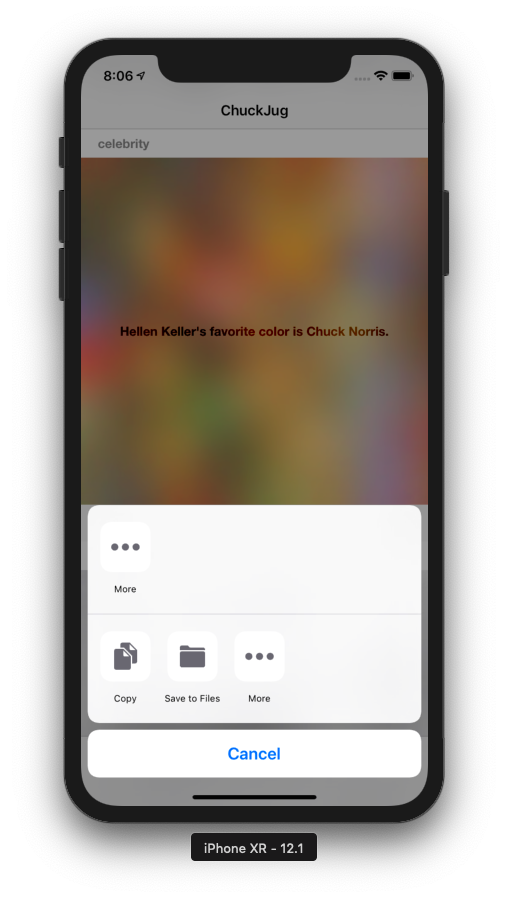 8:06
ChuckJug
celebrity
Hellen Keller's favorite color is Chuck Norris.
More
Copy Save to Files More
Cancel
iPhone XR - 12.1